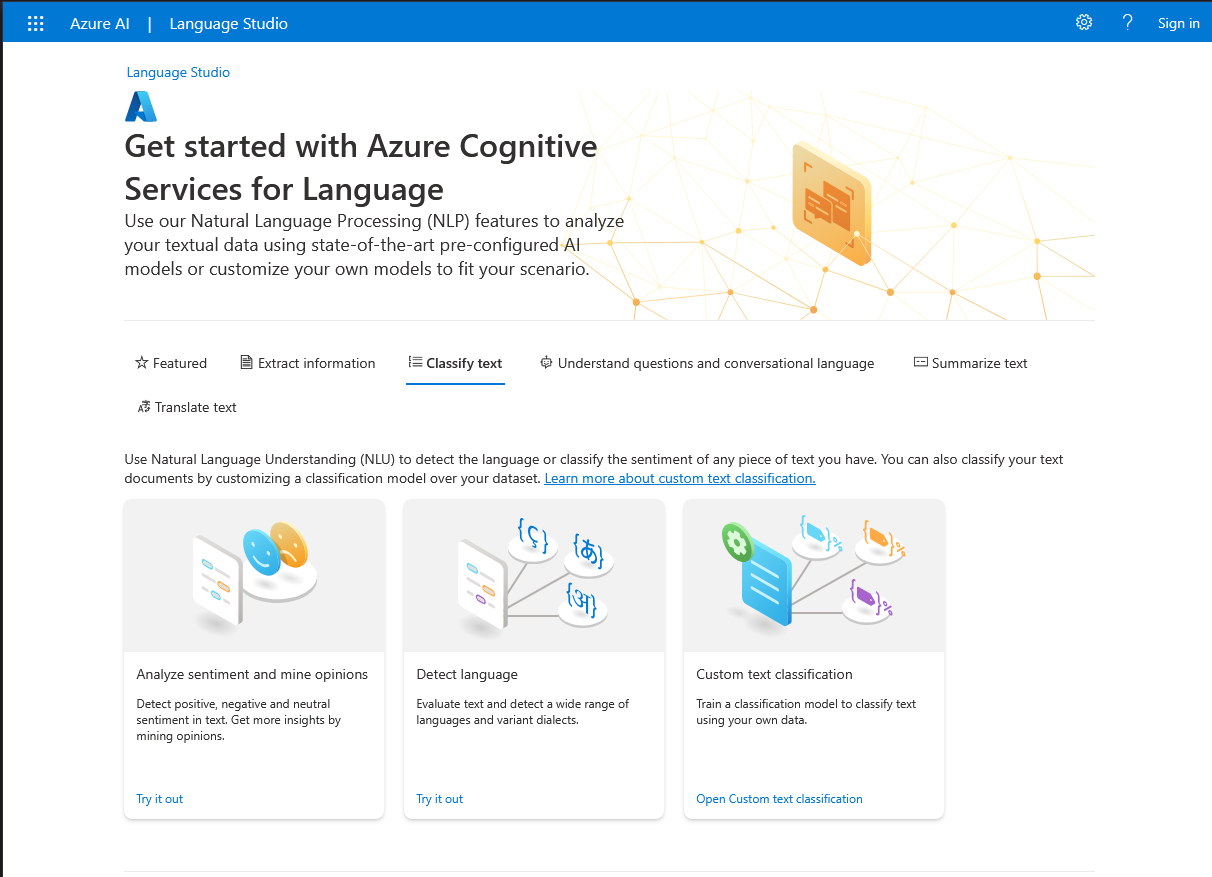 Azure AI | Language Studio
? Sign in
Language Studio
Get started with Azure Cognitive
Services for Language
Use our Natural Language Processing (NLP) features to analyze
your textual data using state-of-the-art pre-configured AI
models or customize your own models to fit your scenario.
Featured Extract information Classify text Understand questions and conversational language Summarize text
Translate text
Use Natural Language Understanding (NLU) to detect the language or classify the sentiment of any piece of text you have. You can also classify your text
documents by customizing a classification model over your dataset. Learn more about custom text classification.
{ج}
{あ}
{अ}
{ }%
{ }%
{ }%
Analyze sentiment and mine opinions
Detect positive, negative and neutral
sentiment in text. Get more insights by
mining opinions.
Try it out
Detect language
Evaluate text and detect a wide range of
languages and variant dialects.
Try it out
Custom text classification
Train a classification model to classify text
using your own data.
Open Custom text classification